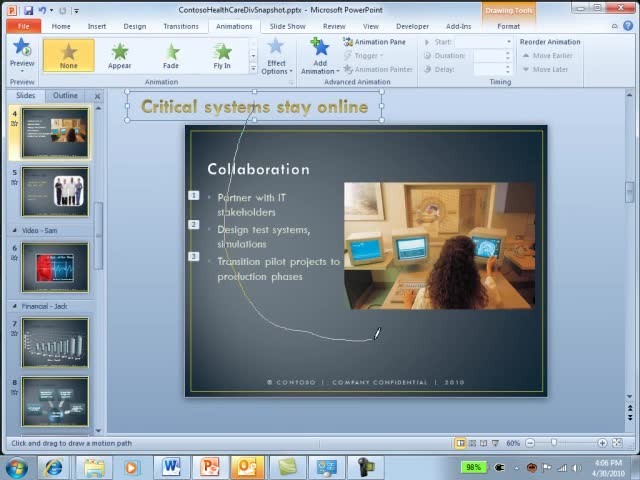 ContosoHealthCareDivSnapshot.pptx - Microsoft PowerPoint
Drawing Tools
File Home Insert Design Transitions Animations Slide Show Review View Developer Add-Ins Format
Preview
None
Appear
Fade
Fly In
Effect Options
Add Animation
Animation Pane
Trigger
Animation Painter
Start:
Duration:
Delay:
Reorder Animation
Move Earlier
Move Later
Preview
Animation
Advanced Animation
Timing
Slides Outline
4
5
Video - Sam
6
Financial - Jack
7
8
Critical systems stay online
Collaboration
1 Partner with IT
stakeholders
2 Design test systems,
simulations
3 Transition pilot projects to
production phases
© CONTOSO | COMPANY CONFIDENTIAL | 2010
Click and drag to draw a motion path
60%
98%
4:06 PM
4/30/2010